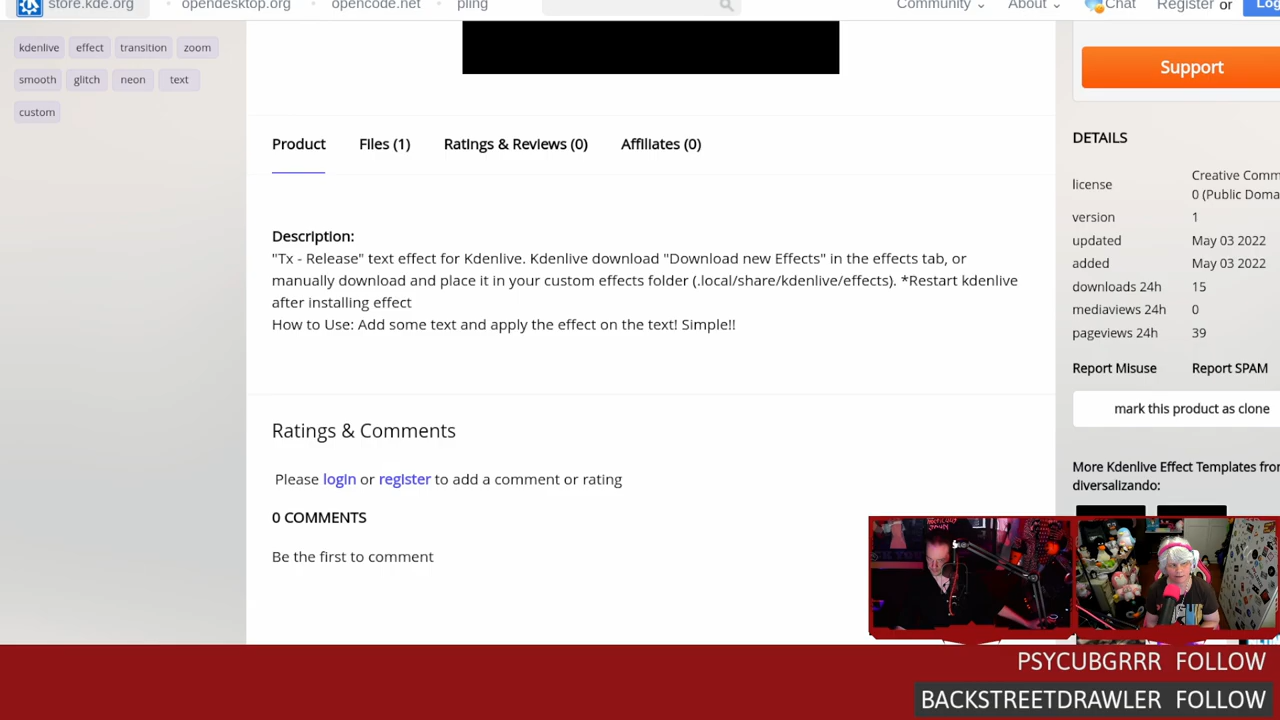 store.kde.org
opendesktop.org
opencode.net
pling
Community
About
Chat
Register or
kdenlive effect transition zoom
smooth glitch neon text
custom
Support
Product Files (1) Ratings & Reviews (0) Affiliates (0)
Description:
"Tx - Release" text effect for Kdenlive. Kdenlive download "Download new Effects" in the effects tab, or
manually download and place it in your custom effects folder (.local/share/kdenlive/effects). *Restart kdenlive
after installing effect
How to Use: Add some text and apply the effect on the text! Simple!!
Ratings & Comments
Please login or register to add a comment or rating
0 COMMENTS
Be the first to comment
DETAILS
license Creative Comm
0 (Public Doma
version 1
updated May 03 2022
added May 03 2022
downloads 24h 15
mediaviews 24h 0
pageviews 24h 39
Report Misuse Report SPAM
mark this product as clone
More Kdenlive Effect Templates from
diversalizando:
PSYCUBGRRR FOLLOW
BACKSTREETDRAWLER FOLLOW